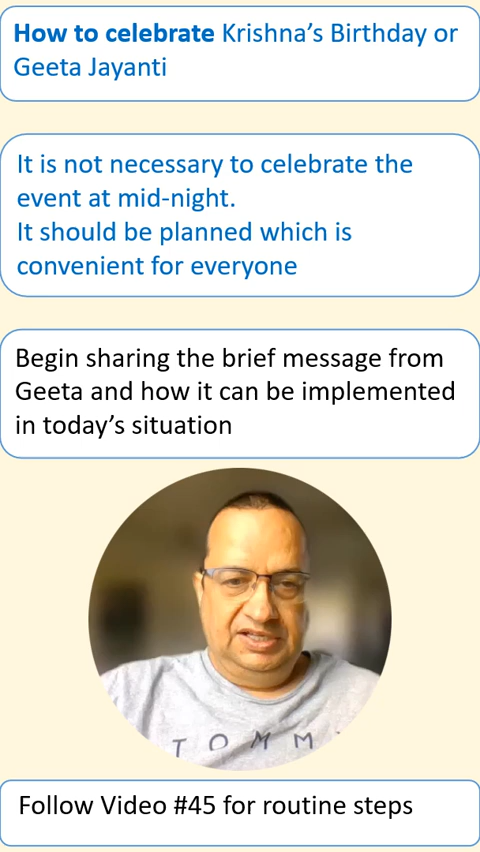 How to celebrate Krishna’s Birthday or
Geeta Jayanti
It is not necessary to celebrate the
event at mid-night.
It should be planned which is
convenient for everyone
Begin sharing the brief message from
Geeta and how it can be implemented
in today’s situation
TOMM
Follow Video #45 for routine steps